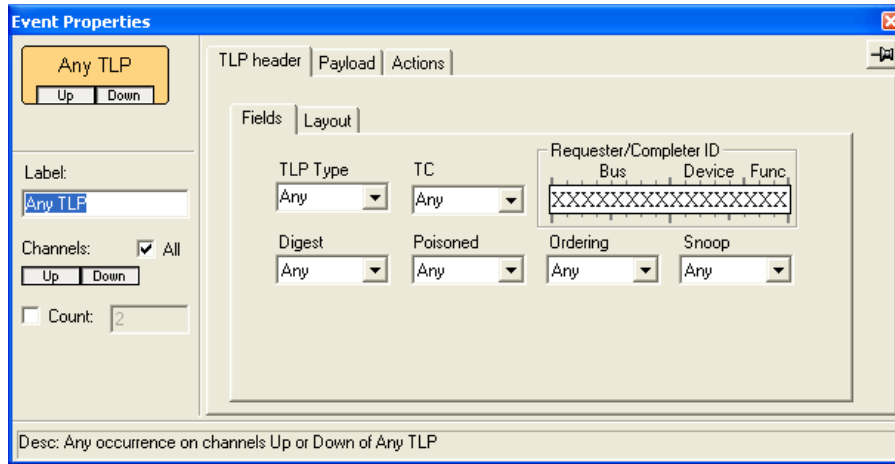 Event Properties
Any TLP
Up Down
Label:
Any TLP
Channels: All
Up Down
Count: 2
TLP header Payload Actions
Fields Layout
TLP Type TC Requester/Completer ID
Bus Device Func
Any Any XXXXXXXXXXXXXXXX
Digest Poisoned Ordering Snoop
Any Any Any Any
Desc: Any occurrence on channels Up or Down of Any TLP